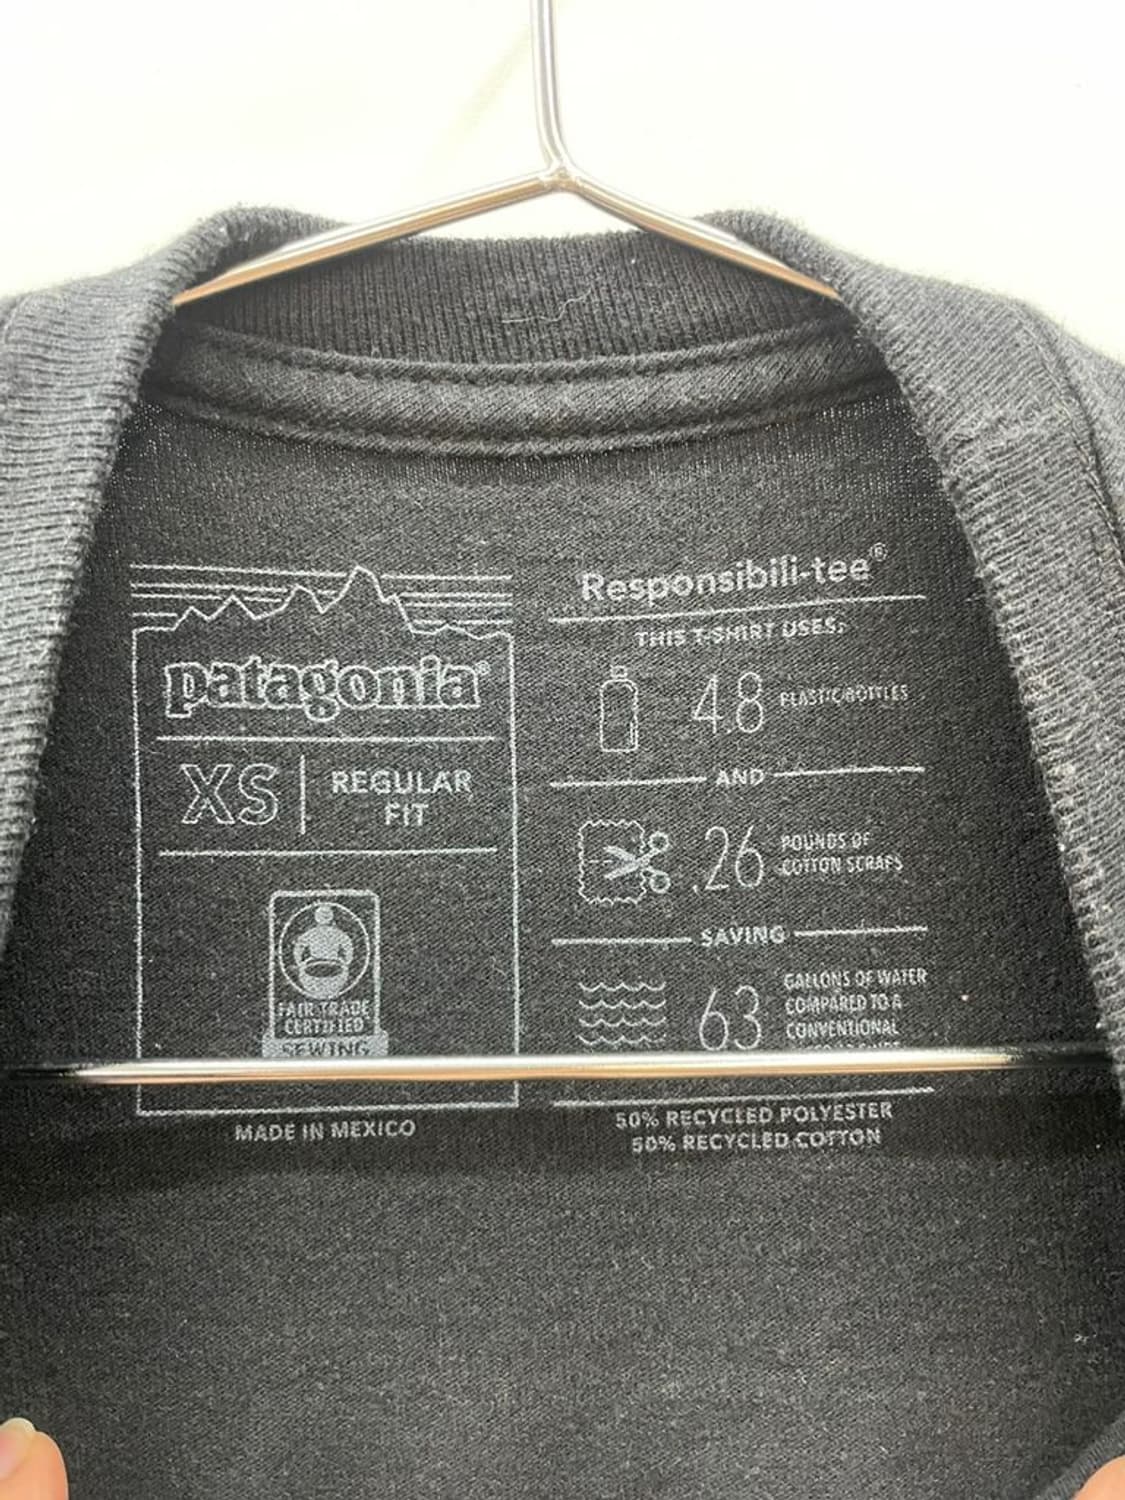 patagonia®
XS
REGULAR
FIT
FAIR TRADE
CERTIFIED
SEWING
MADE IN MEXICO
Responsibili-tee®
THIS T-SHIRT USES:
4.8 PLASTIC BOTTLES
AND
.26 POUNDS OF
COTTON SCRAPS
SAVING
63 GALLONS OF WATER
COMPARED TO A
CONVENTIONAL
50% RECYCLED POLYESTER
50% RECYCLED COTTON